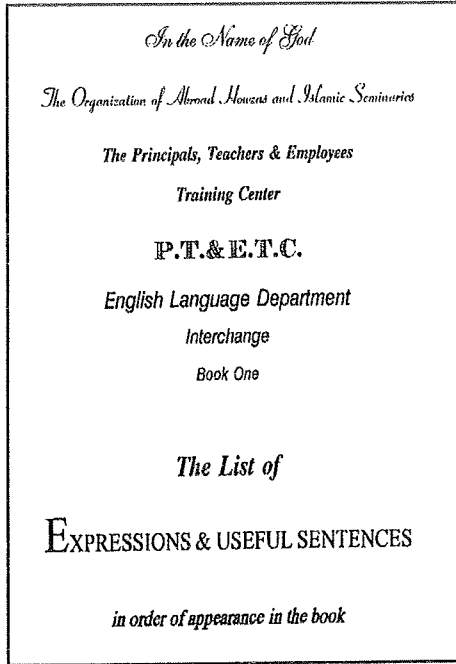 In the Name of God
The Organization of Abroad Howzas and Islamic Seminaries
The Principals, Teachers & Employees
Training Center
P.T.& E.T.C.
English Language Department
Interchange
Book One
The List of
EXPRESSIONS & USEFUL SENTENCES
in order of appearance in the book